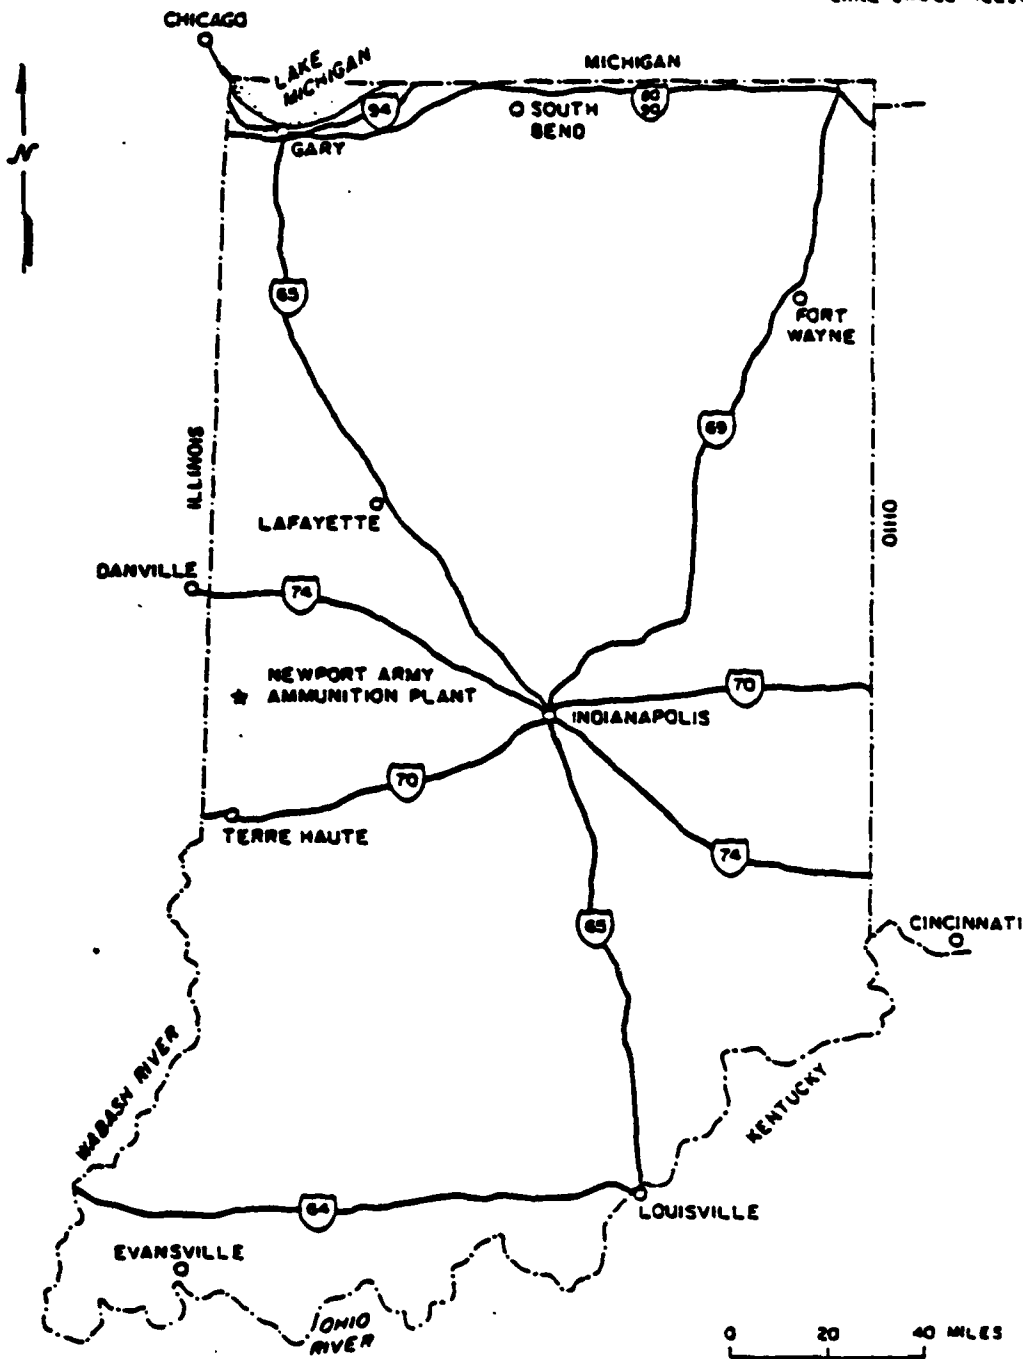 CHICAGO
LAKE
MICHIGAN
MICHIGAN
94
SOUTH
BEND
80
90
GARY
N
65
FORT
WAYNE
69
ILLINOIS
OHIO
LAFAYETTE
DANVILLE
74
NEWPORT ARMY
AMMUNITION PLANT
70
INDIANAPOLIS
70
TERRE HAUTE
74
65
CINCINNATI
WABASH RIVER
KENTUCKY
64
LOUISVILLE
EVANSVILLE
OHIO
RIVER
0 20 40 MILES